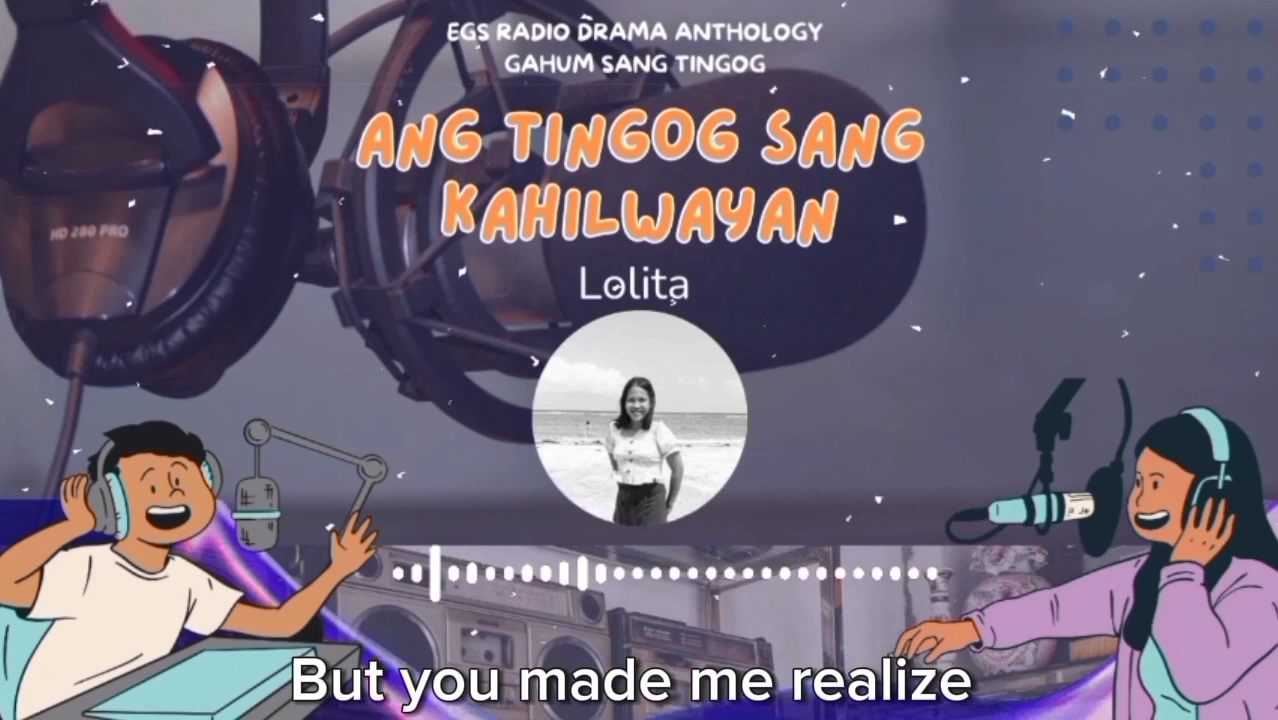 EGS RADIO DRAMA ANTHOLOGY
GAHUM SANG TINGOG
ANG TINGOG SANG
KAHILWAYAN
Lolita
HD 280 PRO
But you made me realize